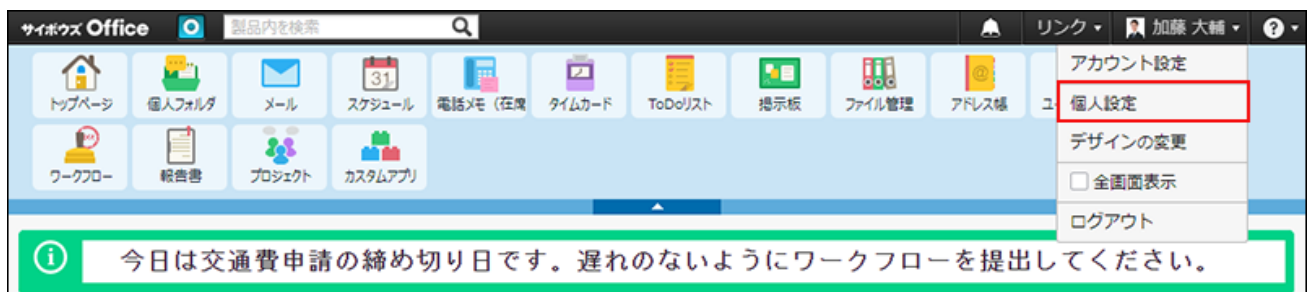 サイボウズ Office 製品内を検索 リンク 加藤 大輔
アカウント設定
個人設定
デザインの変更
全画面表示
ログアウト
トップページ 個人フォルダ メール スケジュール 電話メモ（在席 タイムカード ToDoリスト 掲示板 ファイル管理 アドレス帳 ユ
31
ワークフロー 報告書 プロジェクト カスタムアプリ
今日は交通費申請の締め切り日です。遅れのないようにワークフローを提出してください。